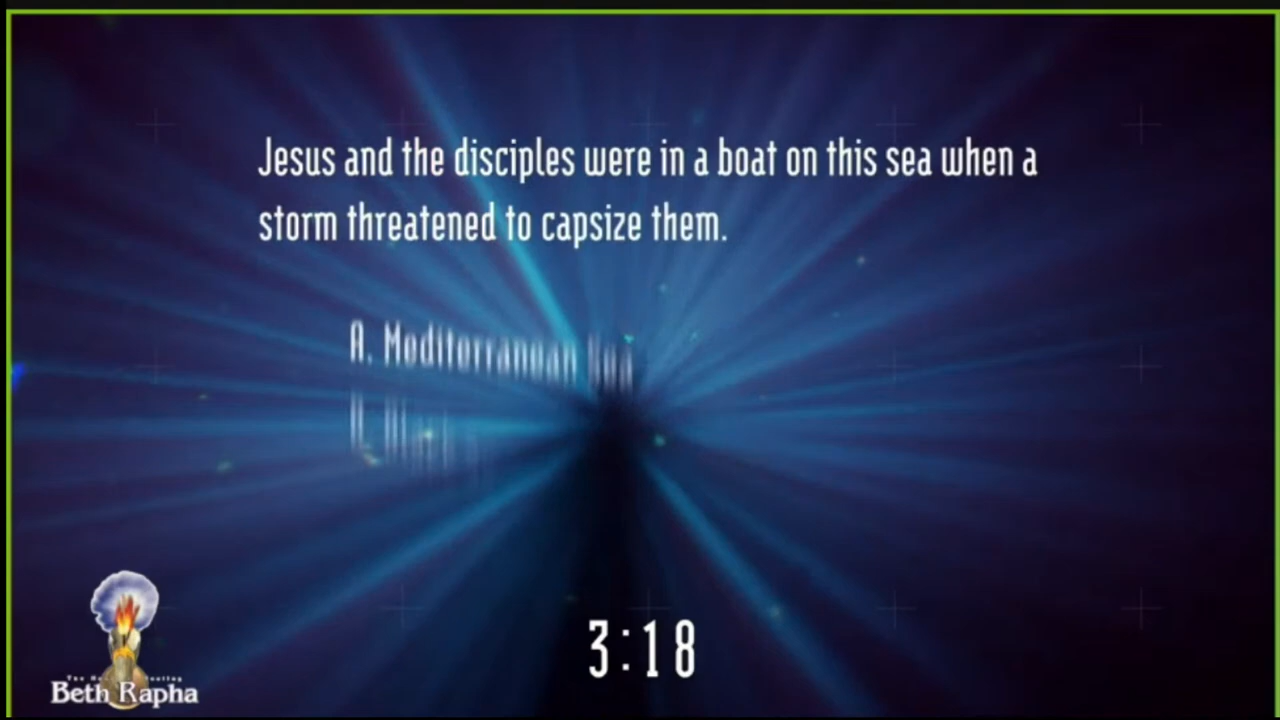 Jesus and the disciples were in a boat on this sea when a
storm threatened to capsize them.
A. Mediterranean Sea
3:18
Beth Rapha